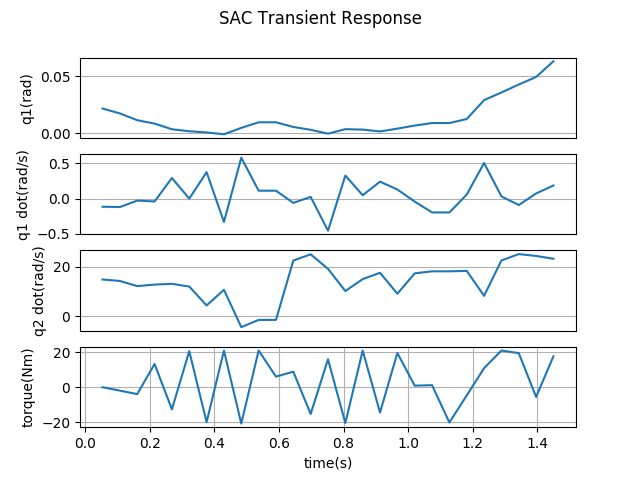 SAC Transient Response
q1(rad)
0.05
0.00
q1 dot(rad/s)
0.5
0.0
−0.5
q2 dot(rad/s)
20
0
torque(Nm)
20
0
−20
0.0 0.2 0.4 0.6 0.8 1.0 1.2 1.4
time(s)